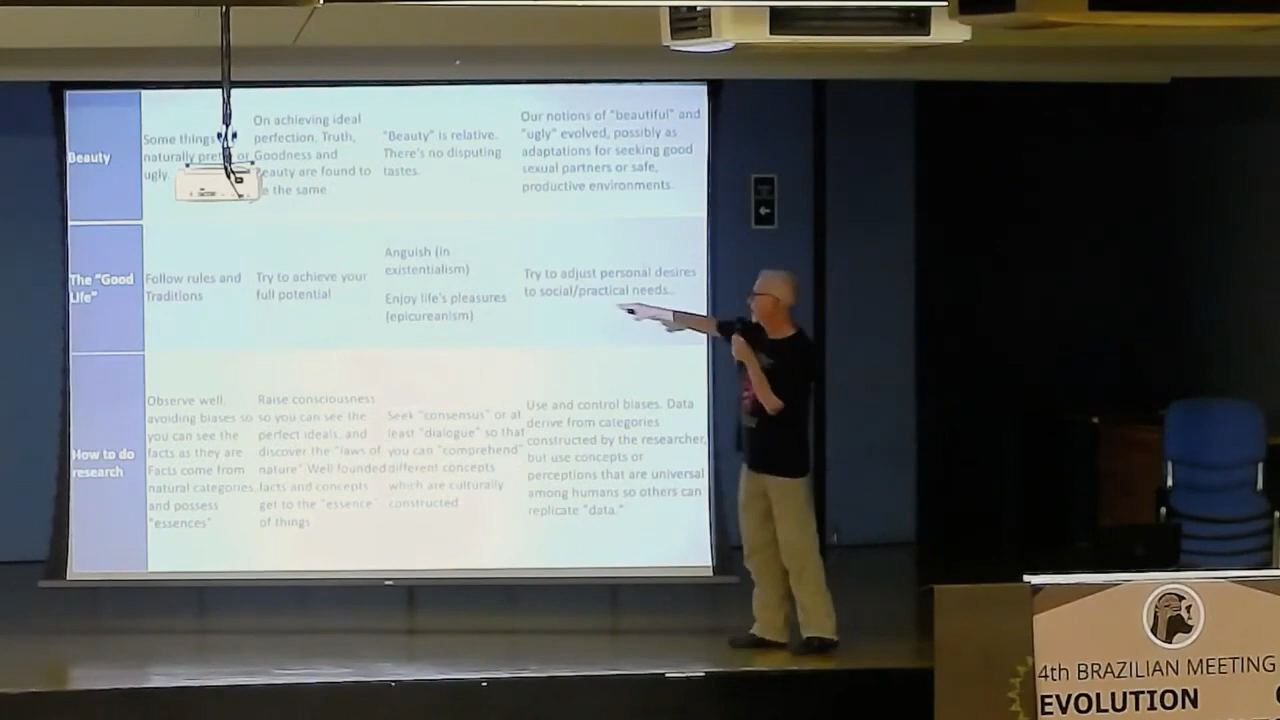 Beauty
Some things
naturally pretty or
ugly
On achieving ideal
perfection, Truth,
Goodness and
Beauty are found to
be the same
"Beauty" is relative.
There's no disputing
tastes.
Our notions of "beautiful" and
"ugly" evolved, possibly as
adaptations for seeking good
sexual partners or safe,
productive environments.
The "Good
Life"
Follow rules and
Traditions
Try to achieve your
full potential
Anguish (in
existentialism)
Enjoy life's pleasures
(epicureanism)
Try to adjust personal desires
to social/practical needs.
How to do
research
Observe well,
avoiding biases so
you can see the
facts as they are
Facts come from
natural categories
and possess
"essences"
Raise consciousness
so you can see the
perfect ideals, and
discover the "laws of
nature" Well founded
facts and concepts
get to the "essence"
of things
Seek "consensus" or at
least "dialogue" so that
you can "comprehend"
different concepts
which are culturally
constructed
Use and control biases. Data
derive from categories
constructed by the researcher,
but use concepts or
perceptions that are universal
among humans so others can
replicate "data."
4th BRAZILIAN MEETING
EVOLUTION